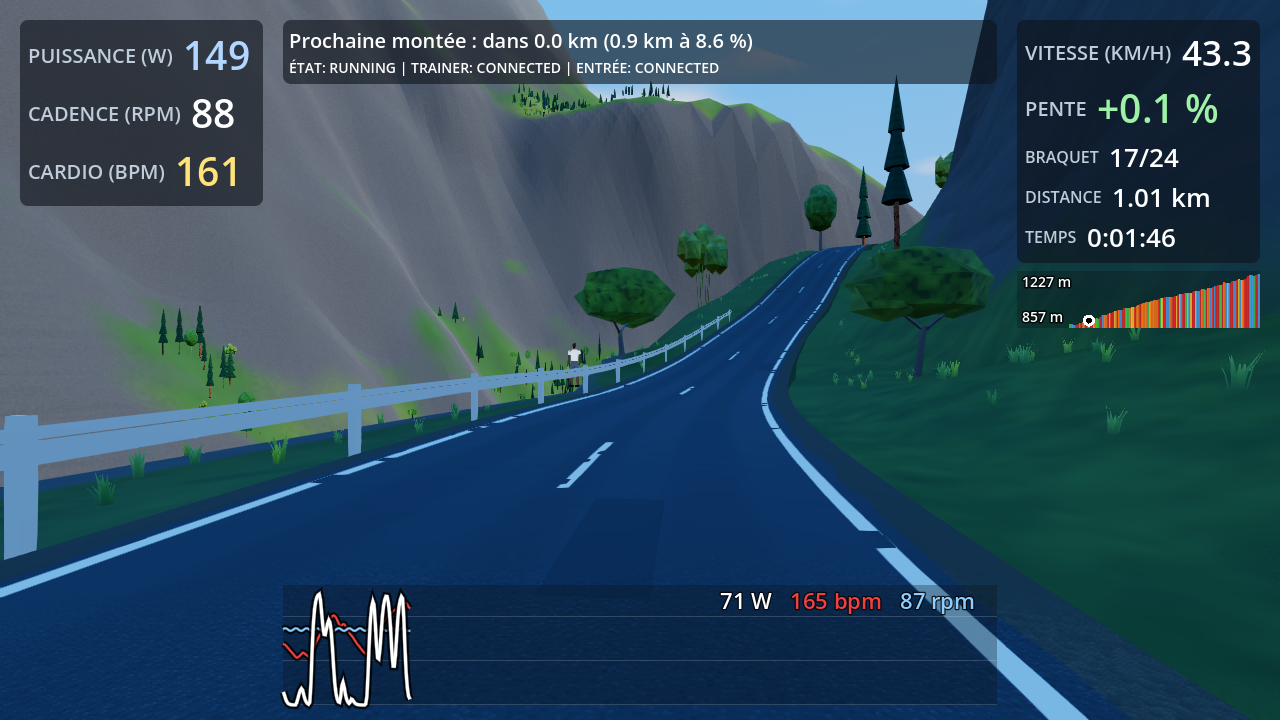 PUISSANCE (W) 149
CADENCE (RPM) 88
CARDIO (BPM) 161
Prochaine montée : dans 0.0 km (0.9 km à 8.6 %)
ÉTAT: RUNNING | TRAINER: CONNECTED | ENTRÉE: CONNECTED
VITESSE (KM/H) 43.3
PENTE +0.1 %
BRAQUET 17/24
DISTANCE 1.01 km
TEMPS 0:01:46
1227 m
857 m
71 W 165 bpm 87 rpm